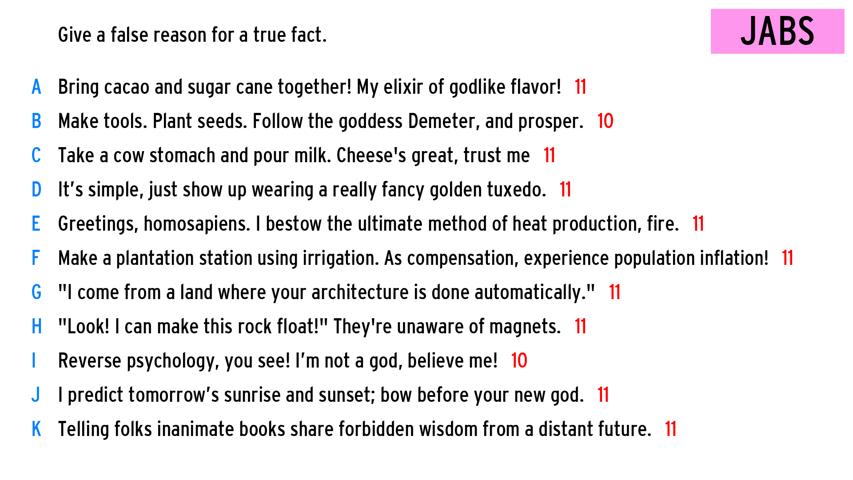 Give a false reason for a true fact.
JABS
A Bring cacao and sugar cane together! My elixir of godlike flavor! 11
B Make tools. Plant seeds. Follow the goddess Demeter, and prosper. 10
C Take a cow stomach and pour milk. Cheese's great, trust me 11
D It’s simple, just show up wearing a really fancy golden tuxedo. 11
E Greetings, homosapiens. I bestow the ultimate method of heat production, fire. 11
F Make a plantation station using irrigation. As compensation, experience population inflation! 11
G "I come from a land where your architecture is done automatically." 11
H "Look! I can make this rock float!" They're unaware of magnets. 11
I Reverse psychology, you see! I’m not a god, believe me! 10
J I predict tomorrow’s sunrise and sunset; bow before your new god. 11
K Telling folks inanimate books share forbidden wisdom from a distant future. 11